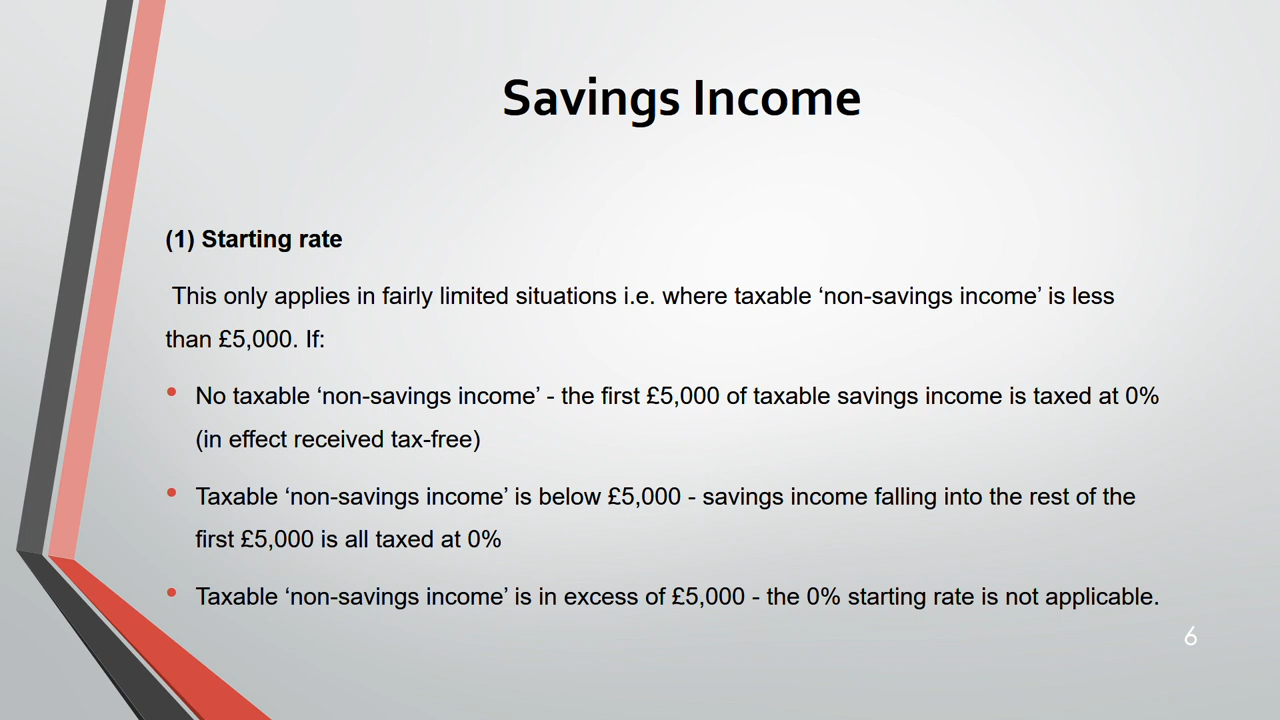 Savings Income
(1) Starting rate
This only applies in fairly limited situations i.e. where taxable ‘non-savings income’ is less
than £5,000. If:
• No taxable ‘non-savings income’ - the first £5,000 of taxable savings income is taxed at 0%
(in effect received tax-free)
• Taxable ‘non-savings income’ is below £5,000 - savings income falling into the rest of the
first £5,000 is all taxed at 0%
• Taxable ‘non-savings income’ is in excess of £5,000 - the 0% starting rate is not applicable.
6